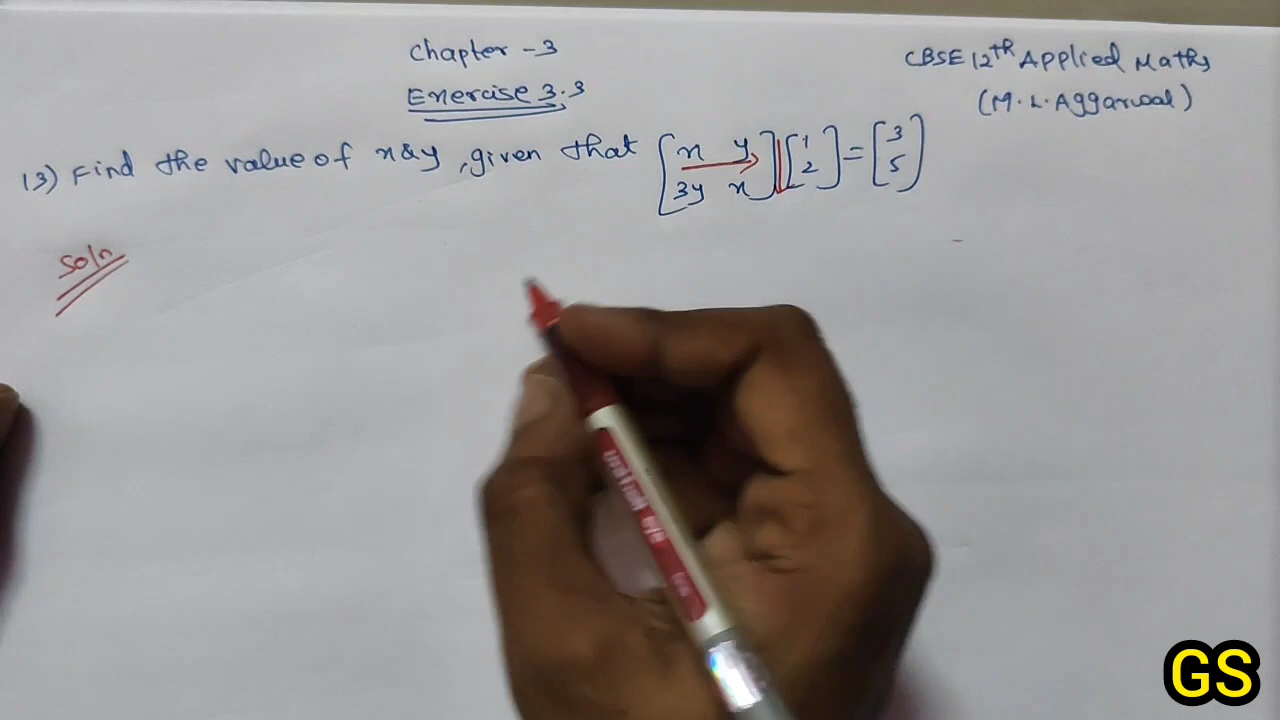 Chapter - 3
Exercise 3.3
CBSE 12th Applied Maths
(M.L.Aggarwal)
13) Find the value of x & y, given that [x y 3y x] [1 2] = [3 5]
Soln
GS